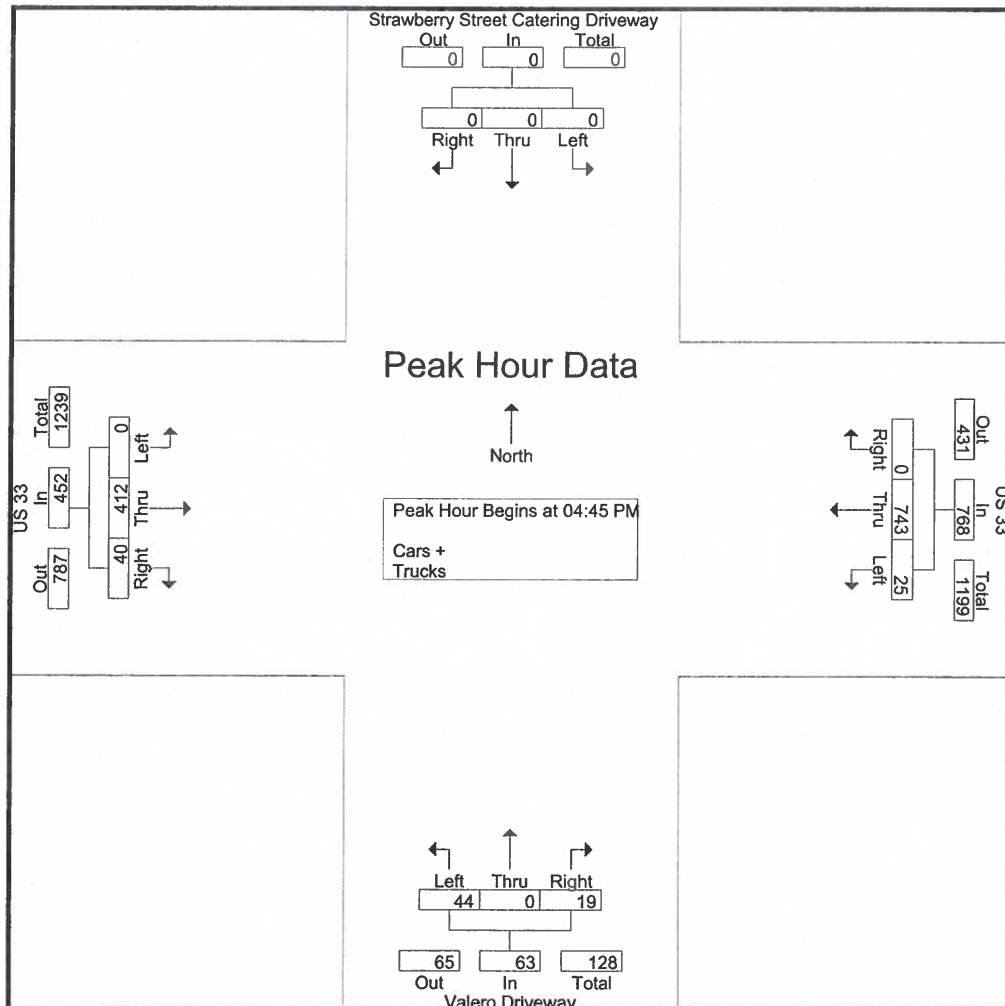 Strawberry Street Catering Driveway
Out In Total
0 0 0
0 0 0
Right Thru Left
Peak Hour Data
North
Peak Hour Begins at 04:45 PM
Cars +
Trucks
US 33
Total In Out
1239 452 787
0 412 40
Left Thru Right
US 33
Out In Total
431 768 1199
0 743 25
Right Thru Left
Left Thru Right
44 0 19
65 63 128
Out In Total
Valero Driveway